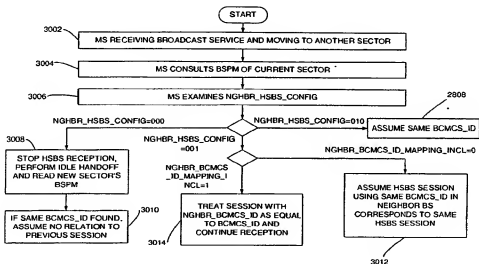 START
3002
MS RECEIVING BROADCAST SERVICE AND MOVING TO ANOTHER SECTOR
3004
MS CONSULTS BSPM OF CURRENT SECTOR
3006
MS EXAMINES NGHBR_HSBS_CONFIG
NGHBR_HSBS_CONFIG=000
NGHBR_HSBS_CONFIG=010
2808
ASSUME SAME BCMCS_ID
3008
STOP HSBS RECEPTION,
PERFORM IDLE HANDOFF
AND READ NEW SECTOR'S
BSPM
NGHBR_HSBS_CONFIG
=001
NGHBR_BCMCS
_ID_MAPPING_I
NCL=1
NGHBR_BCMCS_ID_MAPPING_INCL=0
IF SAME BCMCS_ID FOUND,
ASSUME NO RELATION TO
PREVIOUS SESSION
3010
TREAT SESSION WITH
NGHBR_BCMCS_ID AS EQUAL
TO BCMCS_ID AND
CONTINUE RECEPTION
3014
ASSUME HSBS SESSION
USING SAME BCMCS_ID IN
NEIGHBOR BS
CORRESPONDS TO SAME
HSBS SESSION
3012